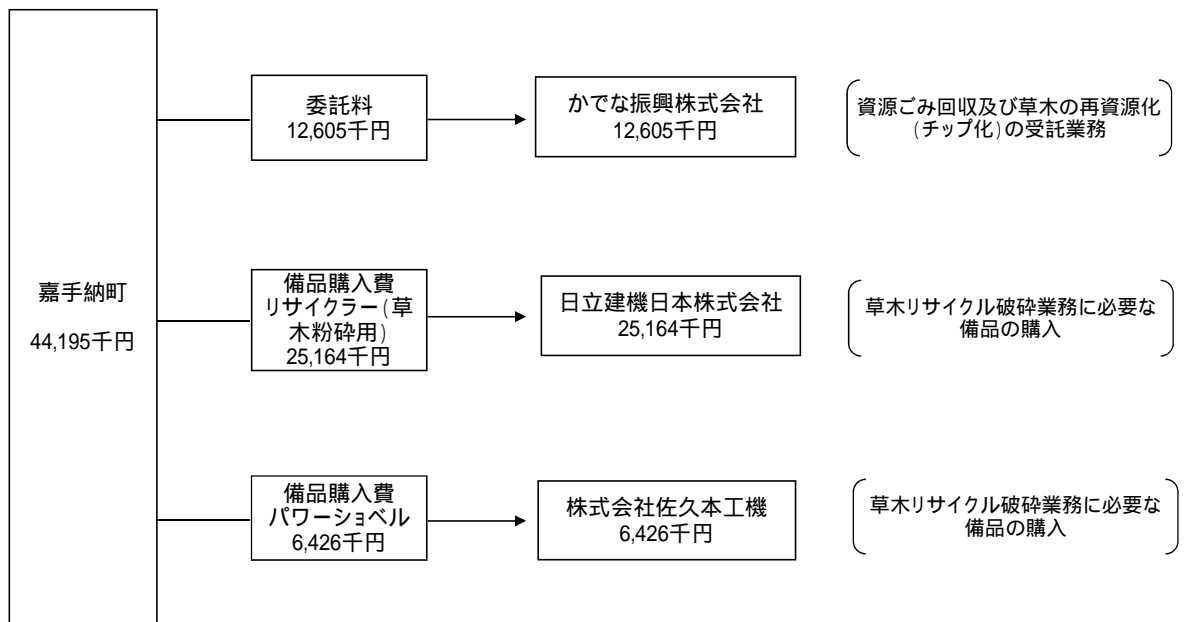 嘉手納町
44,195千円
委託料
12,605千円
かでな振興株式会社
12,605千円
資源ごみ回収及び草木の再資源化
(チップ化)の受託業務
備品購入費
リサイクラー(草
木粉砕用)
25,164千円
日立建機日本株式会社
25,164千円
草木リサイクル破砕業務に必要な
備品の購入
備品購入費
パワーショベル
6,426千円
株式会社佐久本工機
6,426千円
草木リサイクル破砕業務に必要な
備品の購入